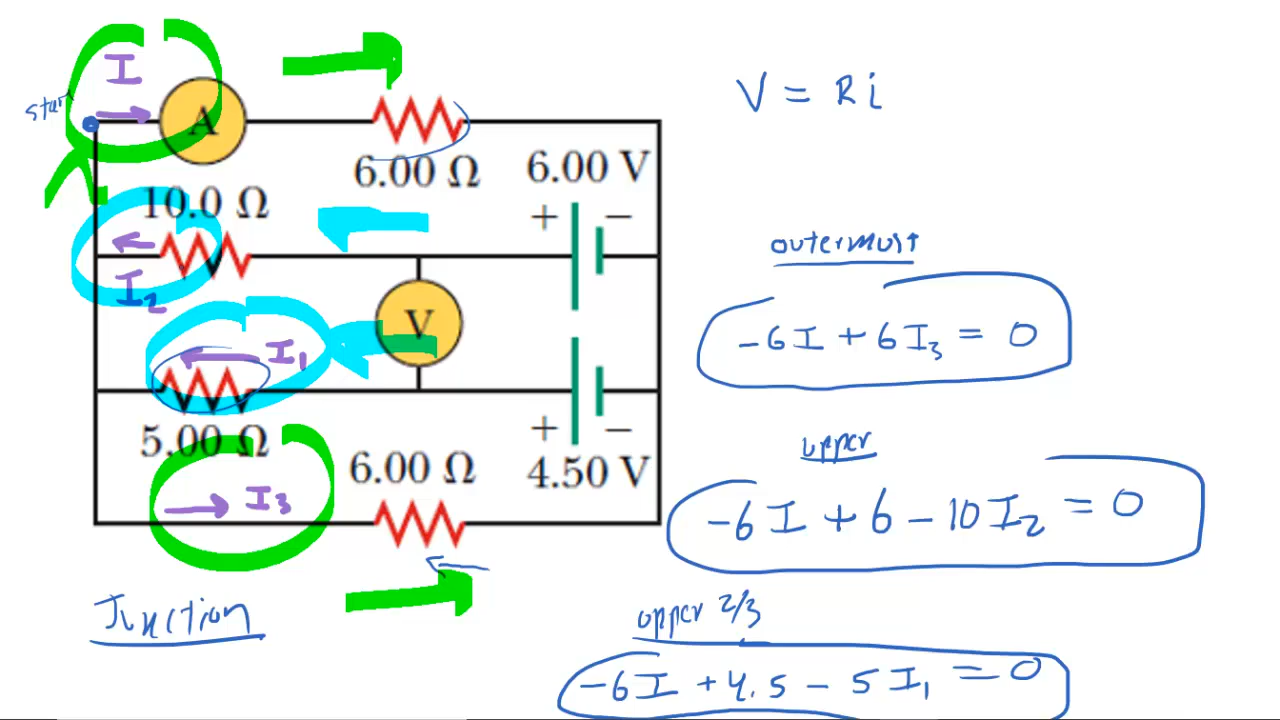 I
V = Ri
star
A
6.00 Ω
6.00 V
10.0 Ω
+ −
outermost
I₂
-6I + 6I₃ = 0
V
I₁
5.00 Ω
+ −
upper
6.00 Ω
4.50 V
I₃
-6I + 6 - 10I₂ = 0
Junction
upper 2/3
-6I + 4.5 - 5I₁ = 0